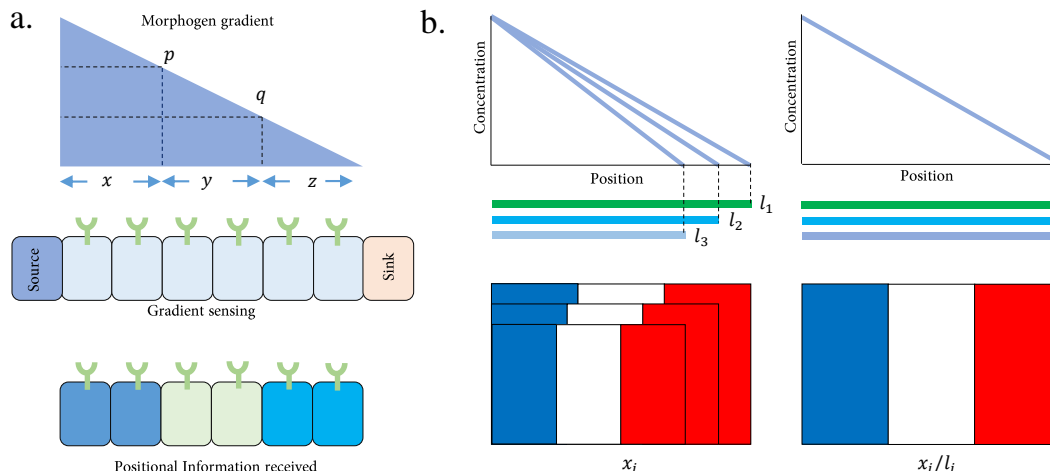 a.
Morphogen gradient
p
q
x y z
Source
Sink
Gradient sensing
Positional Information received
b.
Concentration
Position
l₁
l₂
l₃
xᵢ
Concentration
Position
xᵢ/lᵢ